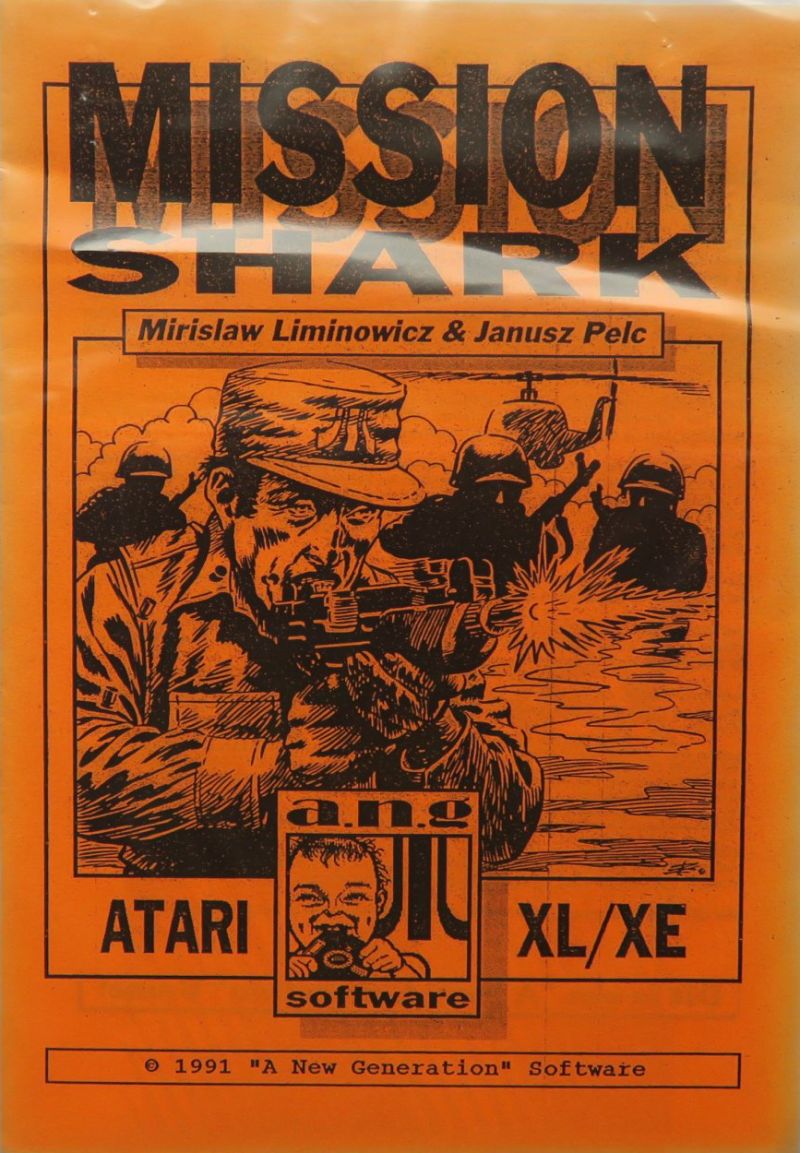 MISSION
SHARK
Mirislaw Liminowicz & Janusz Pelc
a.n.g
ATARI
XL/XE
software
© 1991 "A New Generation" Software